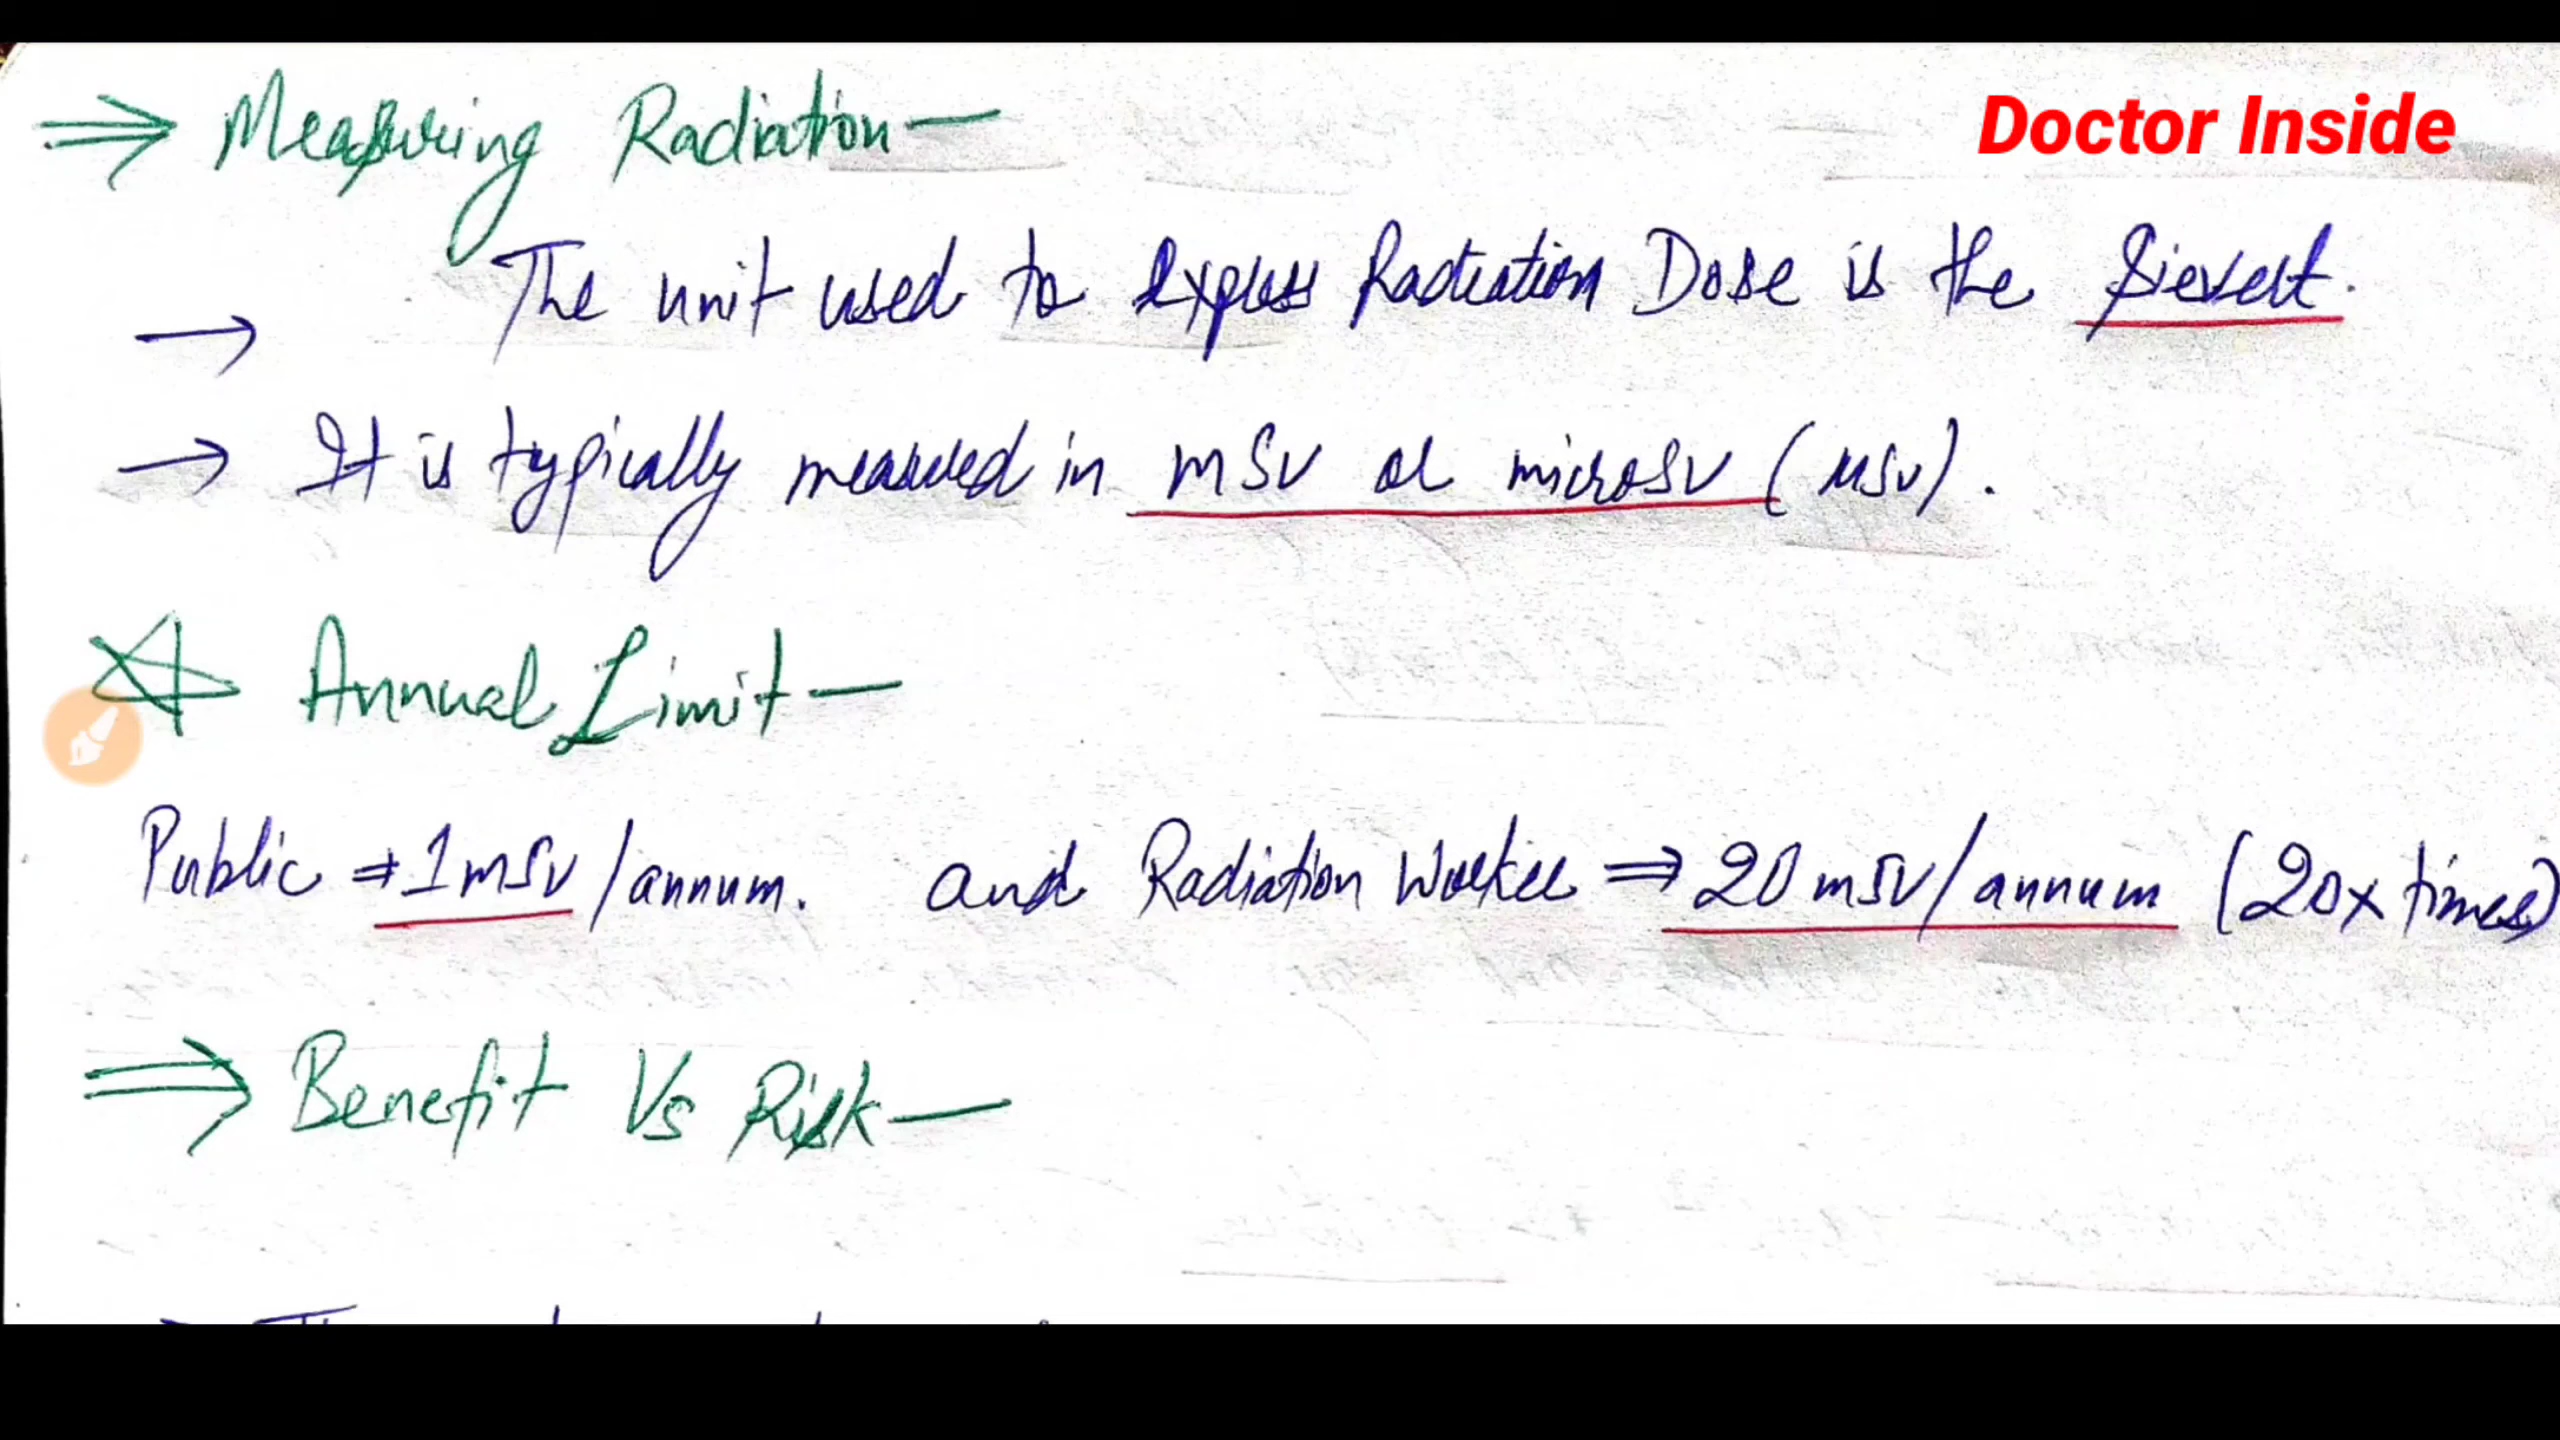 ⇒ Measuring Radiation —
Doctor Inside
→ The unit used to express Radiation Dose is the Sievert.
→ It is typically measured in mSv or microSv (μSv).
☆ Annual Limit —
Public ⇒ 1mSv/annum. and Radiation Worker ⇒ 20 mSv/annum (20x times)
⇒ Benefit Vs Risk —